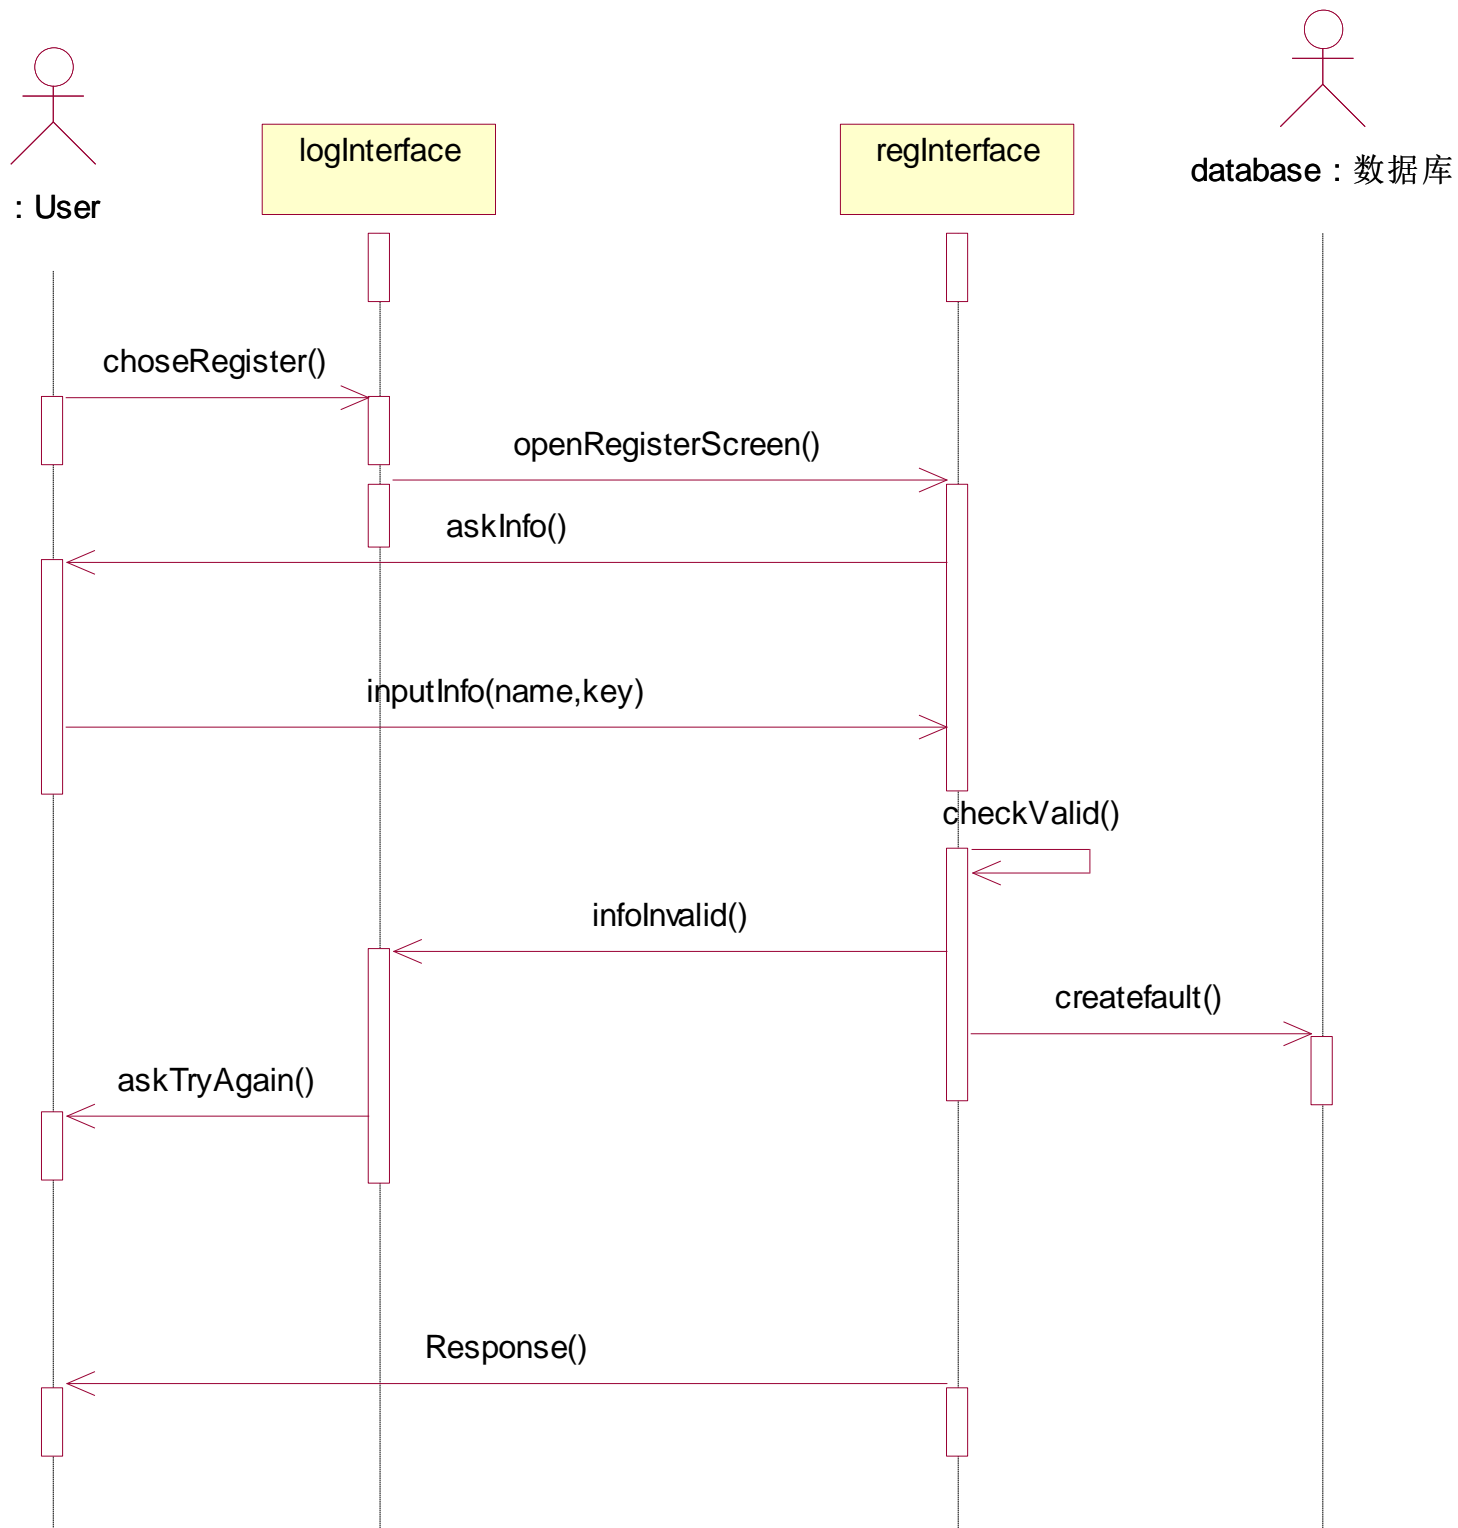 : User
logInterface
regInterface
database : 数据库
choseRegister()
openRegisterScreen()
askInfo()
inputInfo(name,key)
checkValid()
infoInvalid()
createfault()
askTryAgain()
Response()